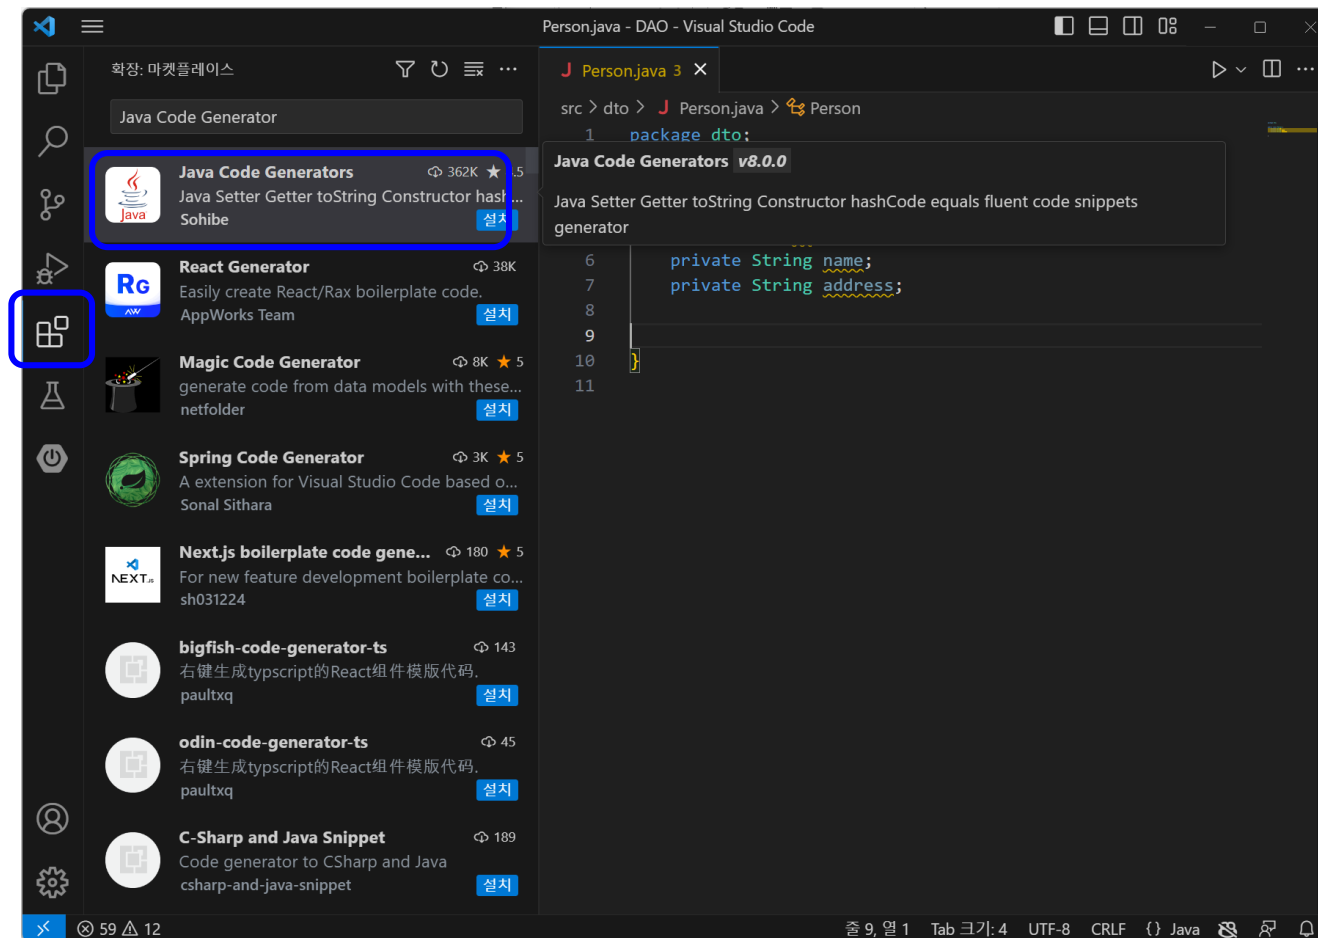 Person.java - DAO - Visual Studio Code
확장: 마켓플레이스
Java Code Generator
Java Code Generators 362K ★ .5
Java Setter Getter toString Constructor hash...
Sohibe
설치
Java
React Generator 38K
Easily create React/Rax boilerplate code.
AppWorks Team
설치
RG
AW
Magic Code Generator 8K ★ 5
generate code from data models with these...
netfolder
설치
Spring Code Generator 3K ★ 5
A extension for Visual Studio Code based o...
Sonal Sithara
설치
Next.js boilerplate code gene... 180 ★ 5
For new feature development boilerplate co...
sh031224
설치
NEXT.JS
bigfish-code-generator-ts 143
右键生成typscript的React组件模版代码.
paultxq
설치
odin-code-generator-ts 45
右键生成typscript的React组件模版代码.
paultxq
설치
C-Sharp and Java Snippet 189
Code generator to CSharp and Java
csharp-and-java-snippet
설치
J Person.java 3
src > dto > J Person.java > Person
1 package dto;
Java Code Generators v8.0.0
Java Setter Getter toString Constructor hashCode equals fluent code snippets
generator
6 private String name;
7 private String address;
8
9
10 }
11
59 12
줄 9, 열 1 Tab 크기: 4 UTF-8 CRLF {} Java